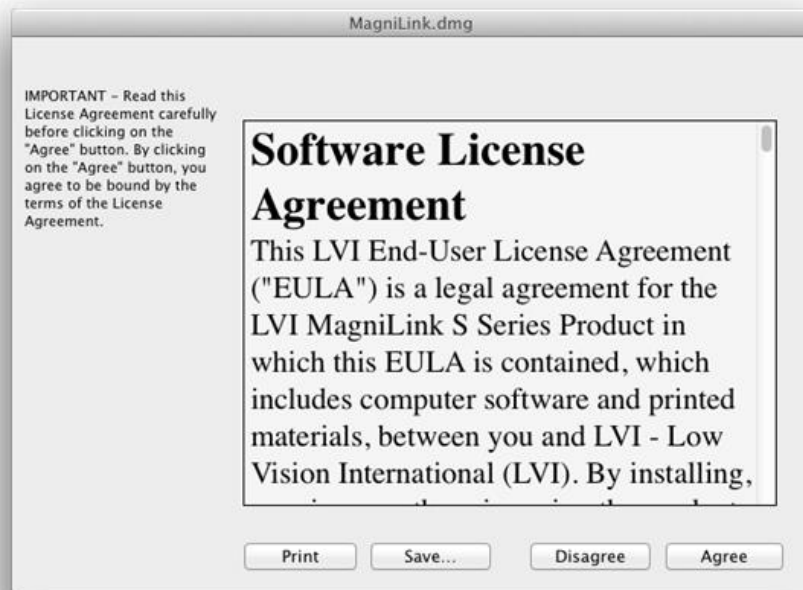 MagniLink.dmg
IMPORTANT – Read this
License Agreement carefully
before clicking on the
"Agree" button. By clicking
on the "Agree" button, you
agree to be bound by the
terms of the License
Agreement.
Software License
Agreement
This LVI End-User License Agreement
("EULA") is a legal agreement for the
LVI MagniLink S Series Product in
which this EULA is contained, which
includes computer software and printed
materials, between you and LVI - Low
Vision International (LVI). By installing,
Print Save... Disagree Agree